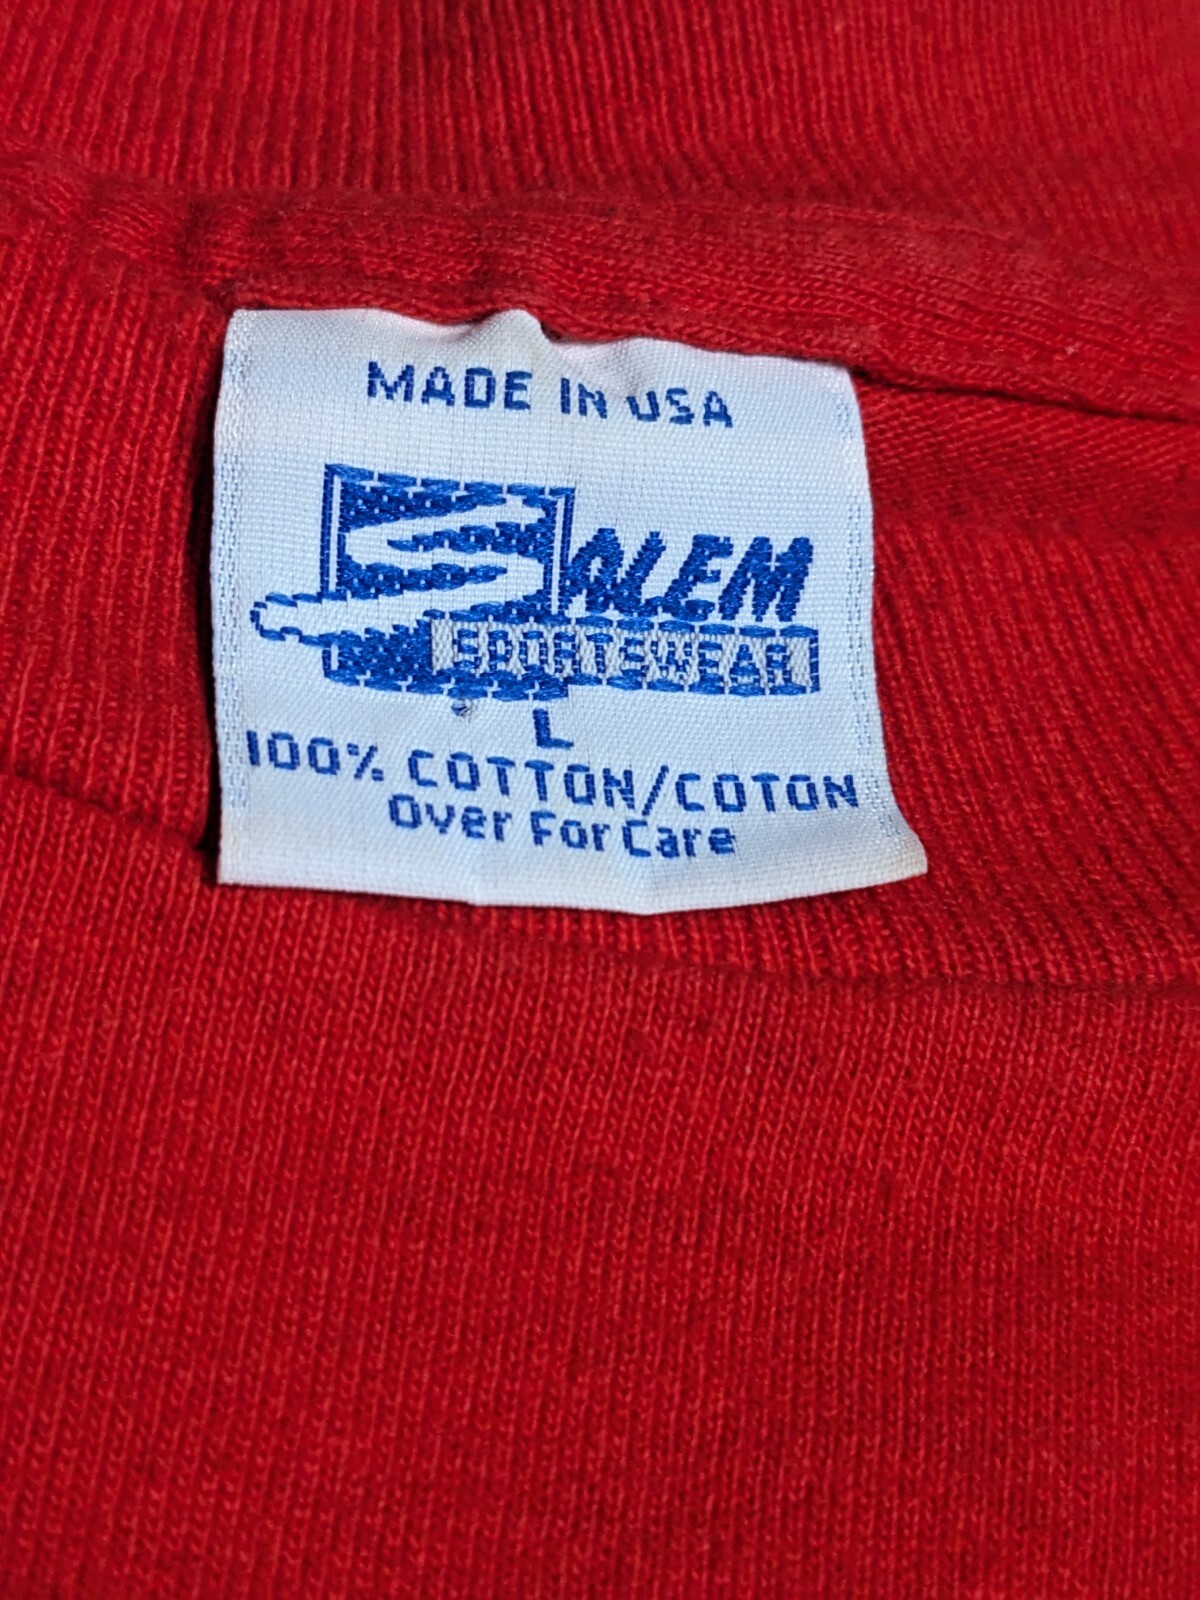 MADE IN USA
SALEM
SPORTSWEAR
L
100% COTTON/COTON
Over For Care